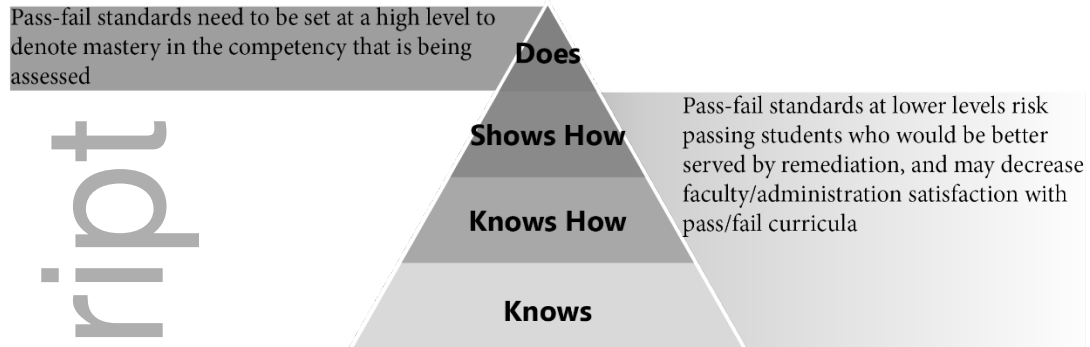 Pass-fail standards need to be set at a high level to
denote mastery in the competency that is being
assessed
Does
Shows How
Knows How
Knows
Pass-fail standards at lower levels risk
passing students who would be better
served by remediation, and may decrease
faculty/administration satisfaction with
pass/fail curricula
ript